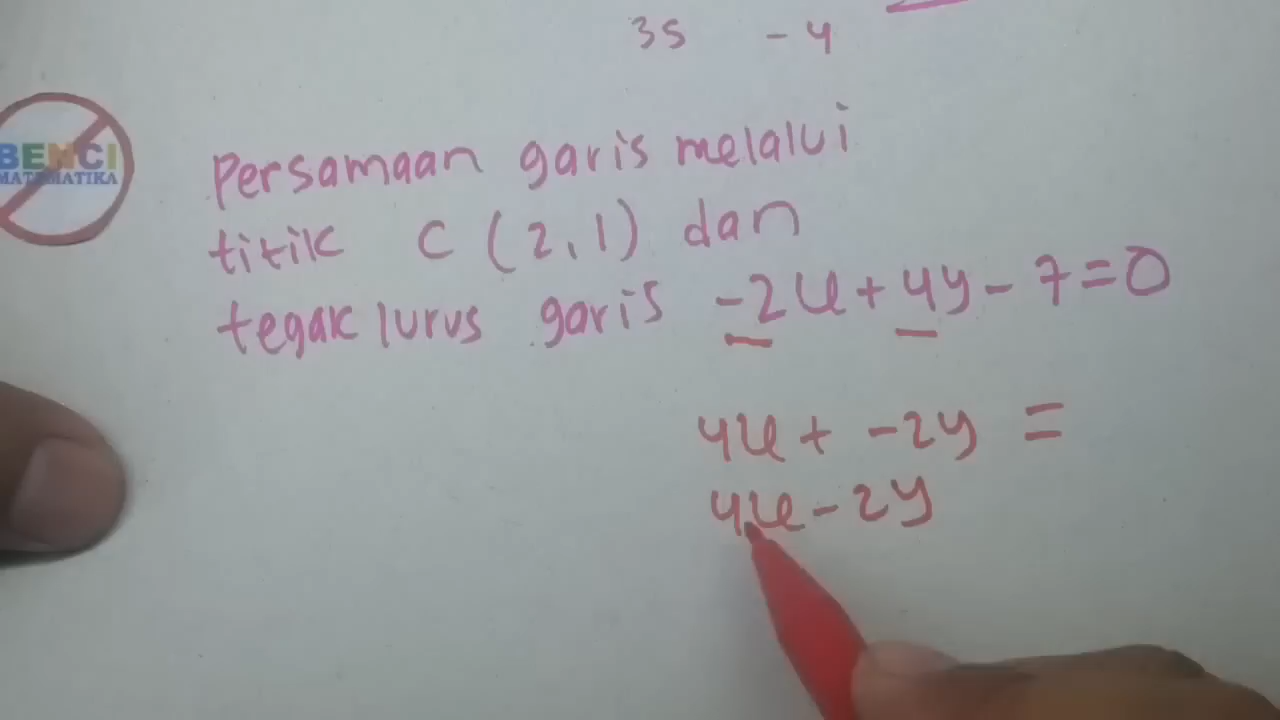 35 -4
BENCI
MATEMATIKA
Persamaan garis melalui
titik C (2,1) dan
tegak lurus garis -2x+4y-7=0
4x+ -2y =
4x-2y